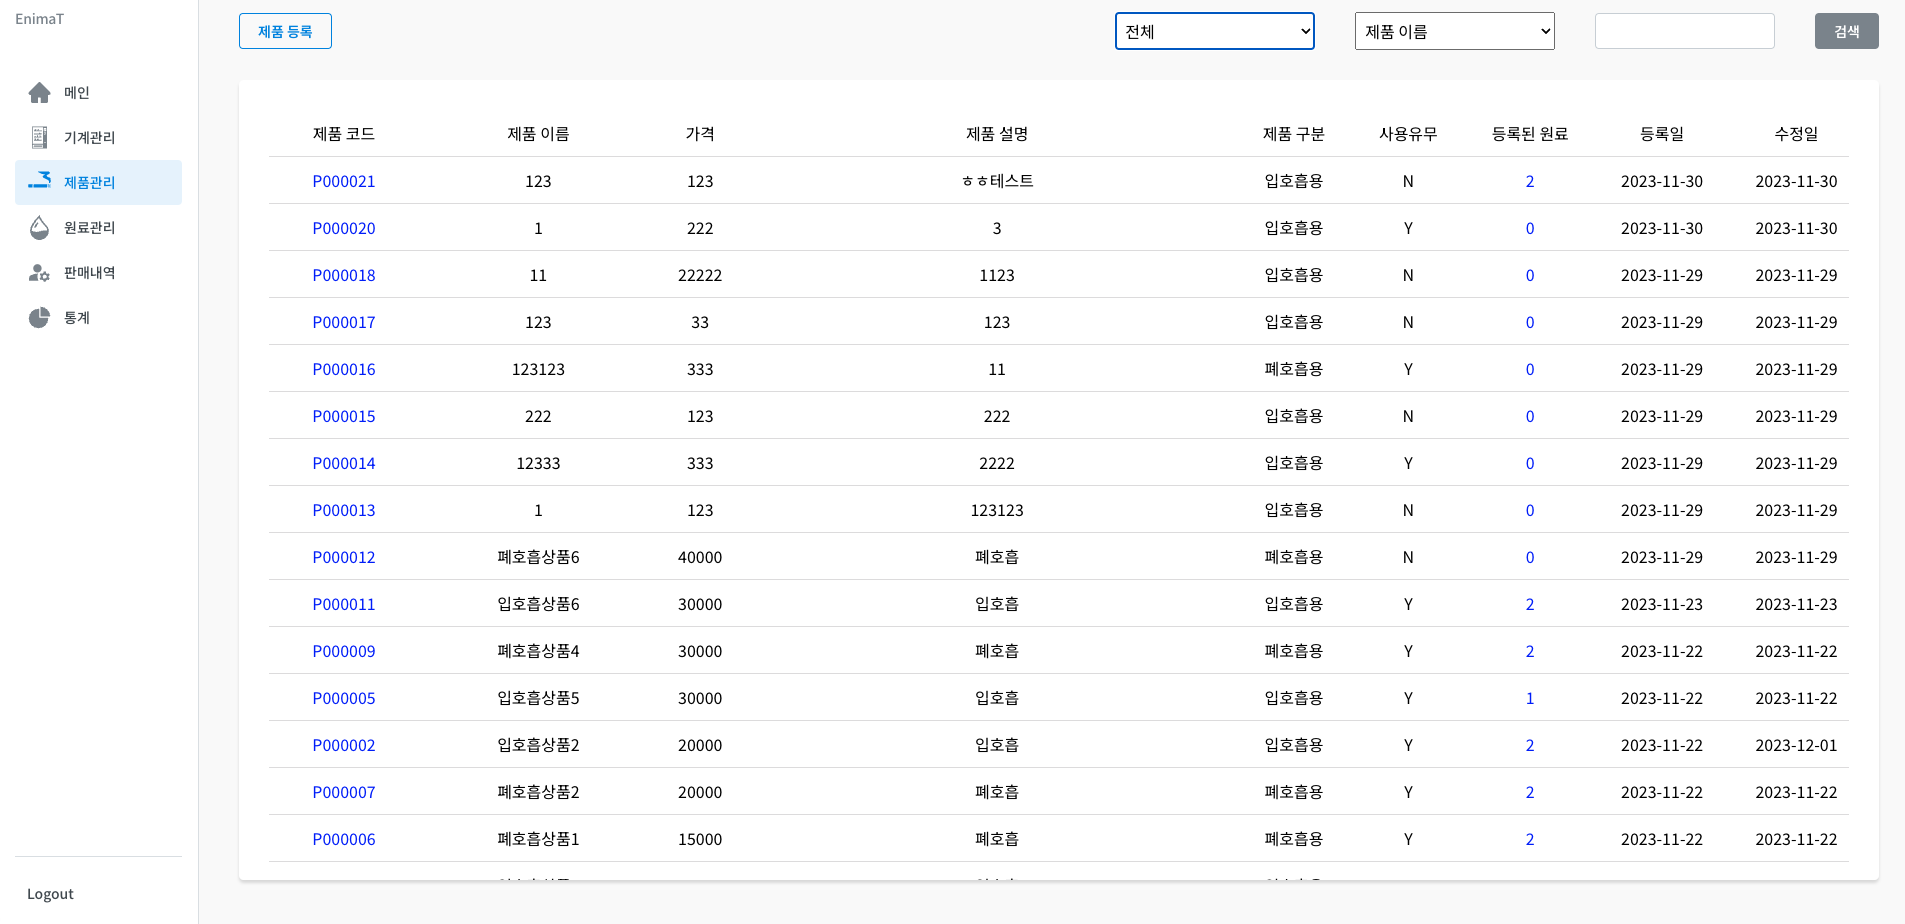 EnimaT
메인
기계관리
제품관리
원료관리
판매내역
통계
Logout
제품 등록 전체 제품 이름 검색
제품 코드 제품 이름 가격 제품 설명 제품 구분 사용유무 등록된 원료 등록일 수정일
P000021 123 123 ㅎㅎ테스트 입호흡용 N 2 2023-11-30 2023-11-30
P000020 1 222 3 입호흡용 Y 0 2023-11-30 2023-11-30
P000018 11 22222 1123 입호흡용 N 0 2023-11-29 2023-11-29
P000017 123 33 123 입호흡용 N 0 2023-11-29 2023-11-29
P000016 123123 333 11 폐호흡용 Y 0 2023-11-29 2023-11-29
P000015 222 123 222 입호흡용 N 0 2023-11-29 2023-11-29
P000014 12333 333 2222 입호흡용 Y 0 2023-11-29 2023-11-29
P000013 1 123 123123 입호흡용 N 0 2023-11-29 2023-11-29
P000012 폐호흡상품6 40000 폐호흡 폐호흡용 N 0 2023-11-29 2023-11-29
P000011 입호흡상품6 30000 입호흡 입호흡용 Y 2 2023-11-23 2023-11-23
P000009 폐호흡상품4 30000 폐호흡 폐호흡용 Y 2 2023-11-22 2023-11-22
P000005 입호흡상품5 30000 입호흡 입호흡용 Y 1 2023-11-22 2023-11-22
P000002 입호흡상품2 20000 입호흡 입호흡용 Y 2 2023-11-22 2023-12-01
P000007 폐호흡상품2 20000 폐호흡 폐호흡용 Y 2 2023-11-22 2023-11-22
P000006 폐호흡상품1 15000 폐호흡 폐호흡용 Y 2 2023-11-22 2023-11-22